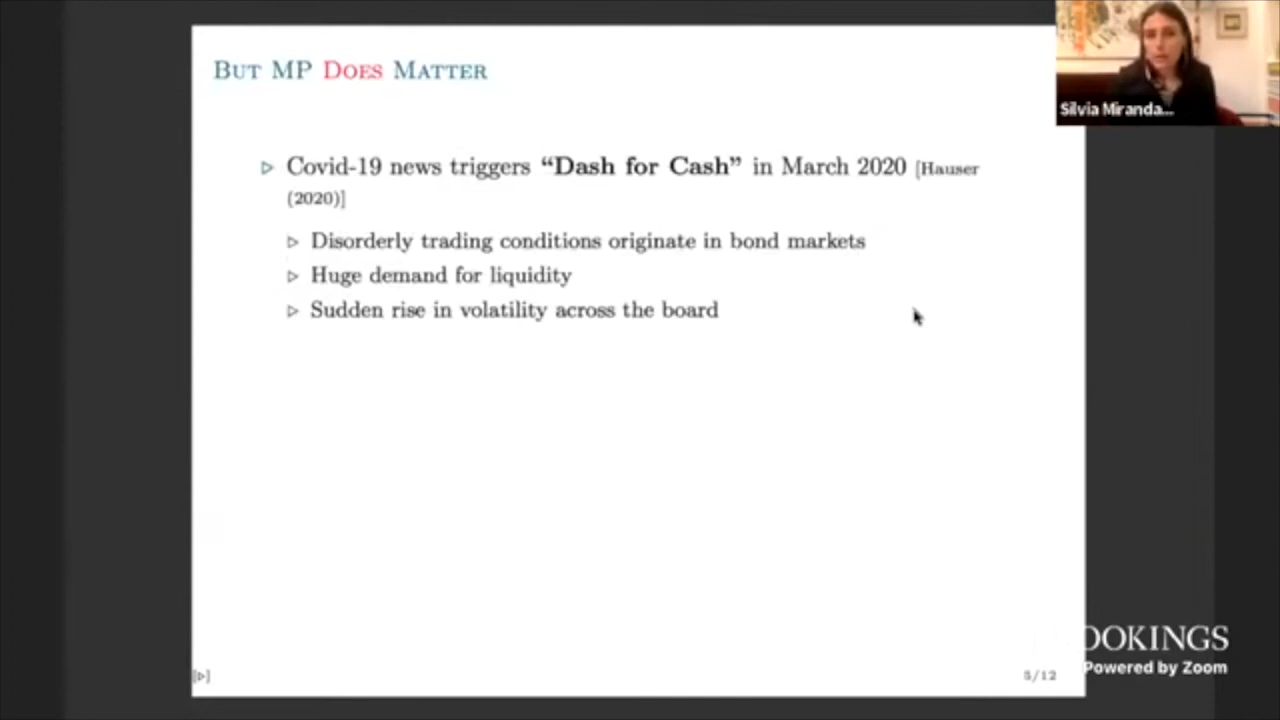 BUT MP DOES MATTER
Silvia Miranda...
▷ Covid-19 news triggers “Dash for Cash” in March 2020 [Hauser
(2020)]
▷ Disorderly trading conditions originate in bond markets
▷ Huge demand for liquidity
▷ Sudden rise in volatility across the board
OOKINGS
Powered by Zoom
[▷]
5/12